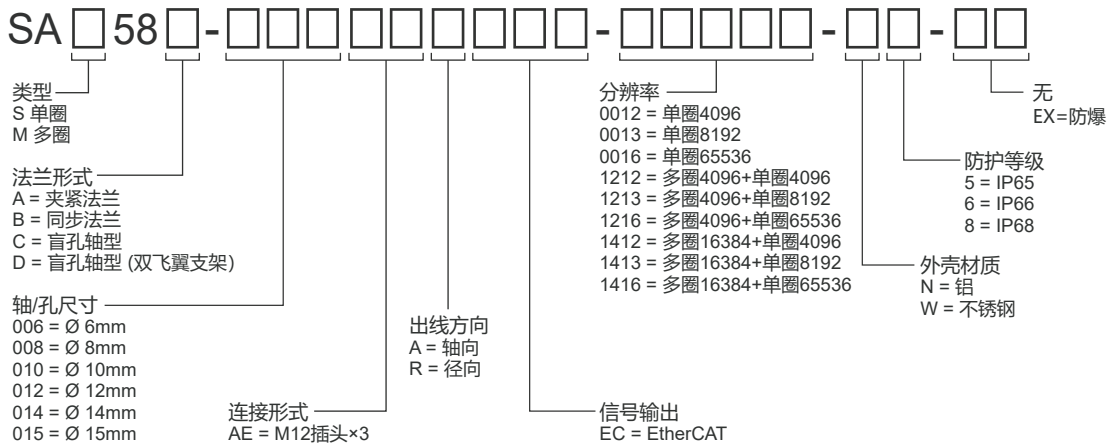 SA□58□-□□□□□□□□□-□□□□□-□□-□□
类型
S 单圈
M 多圈
法兰形式
A = 夹紧法兰
B = 同步法兰
C = 盲孔轴型
D = 盲孔轴型 (双飞翼支架)
轴/孔尺寸
006 = Ø 6mm
008 = Ø 8mm
010 = Ø 10mm
012 = Ø 12mm
014 = Ø 14mm
015 = Ø 15mm
连接形式
AE = M12插头×3
出线方向
A = 轴向
R = 径向
信号输出
EC = EtherCAT
分辨率
0012 = 单圈4096
0013 = 单圈8192
0016 = 单圈65536
1212 = 多圈4096+单圈4096
1213 = 多圈4096+单圈8192
1216 = 多圈4096+单圈65536
1412 = 多圈16384+单圈4096
1413 = 多圈16384+单圈8192
1416 = 多圈16384+单圈65536
外壳材质
N = 铝
W = 不锈钢
防护等级
5 = IP65
6 = IP66
8 = IP68
无
EX=防爆